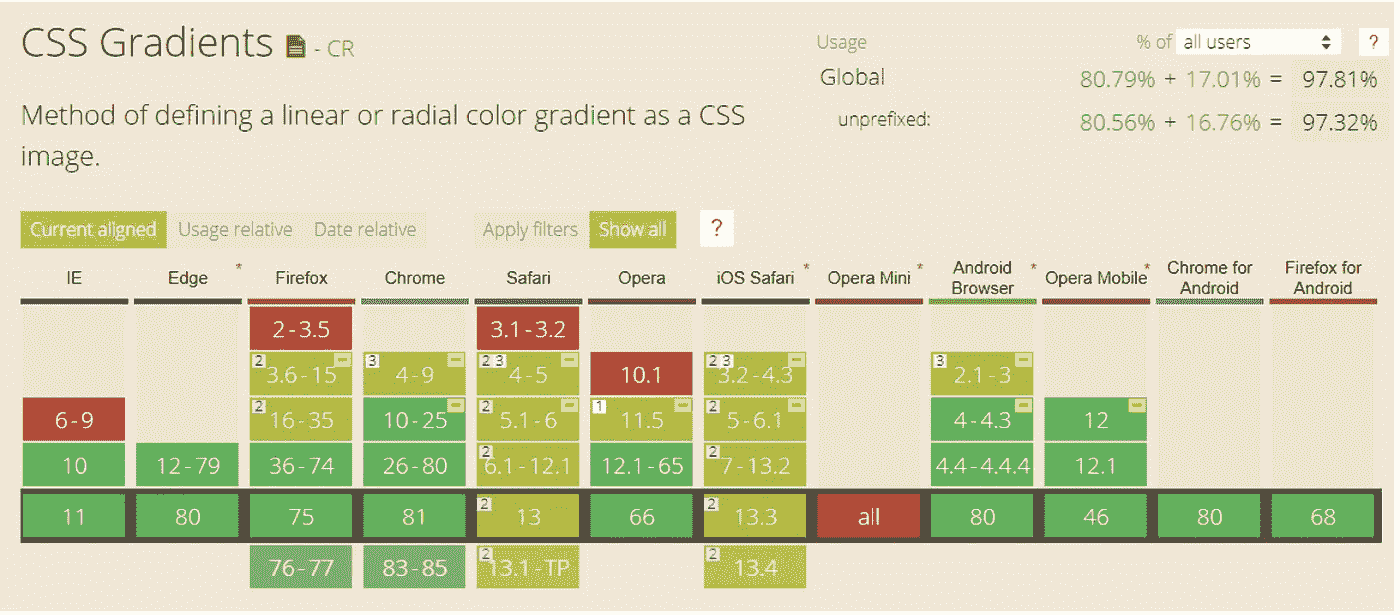 CSS Gradients - CR
Usage % of all users ?
Global 80.79% + 17.01% = 97.81%
unprefixed: 80.56% + 16.76% = 97.32%
Method of defining a linear or radial color gradient as a CSS
image.
Current aligned Usage relative Date relative Apply filters Show all ?
IE Edge * Firefox Chrome Safari Opera iOS Safari * Opera Mini * Android Browser * Opera Mobile * Chrome for Android Firefox for Android
2-3.5 3.1-3.2
2 3.6-15 3 4-9 2 3 4-5 10.1 2 3 3.2-4.3 3 2.1-3
6-9 2 16-35 10-25 2 5.1-6 1 11.5 2 5-6.1 4-4.3 12
10 12-79 36-74 26-80 2 6.1-12.1 12.1-65 2 7-13.2 4.4-4.4.4 12.1
11 80 75 81 2 13 66 2 13.3 all 80 46 80 68
76-77 83-85 2 13.1-TP 2 13.4